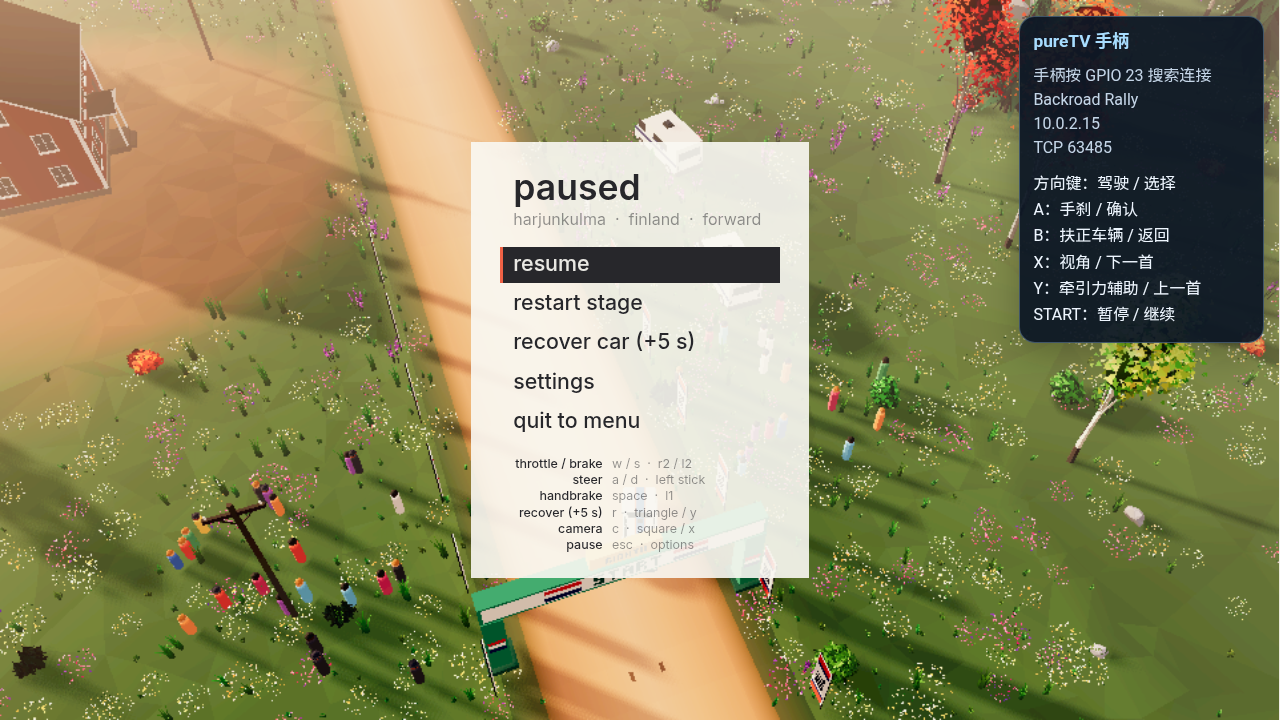 paused
harjunkulma · finland · forward
resume
restart stage
recover car (+5 s)
settings
quit to menu
throttle / brake w / s · r2 / l2
steer a / d · left stick
handbrake space · l1
recover (+5 s) r · triangle / y
camera c · square / x
pause esc · options
START
pureTV 手柄
手柄按 GPIO 23 搜索连接
Backroad Rally
10.0.2.15
TCP 63485
方向键：驾驶 / 选择
A：手刹 / 确认
B：扶正车辆 / 返回
X：视角 / 下一首
Y：牵引力辅助 / 上一首
START：暂停 / 继续